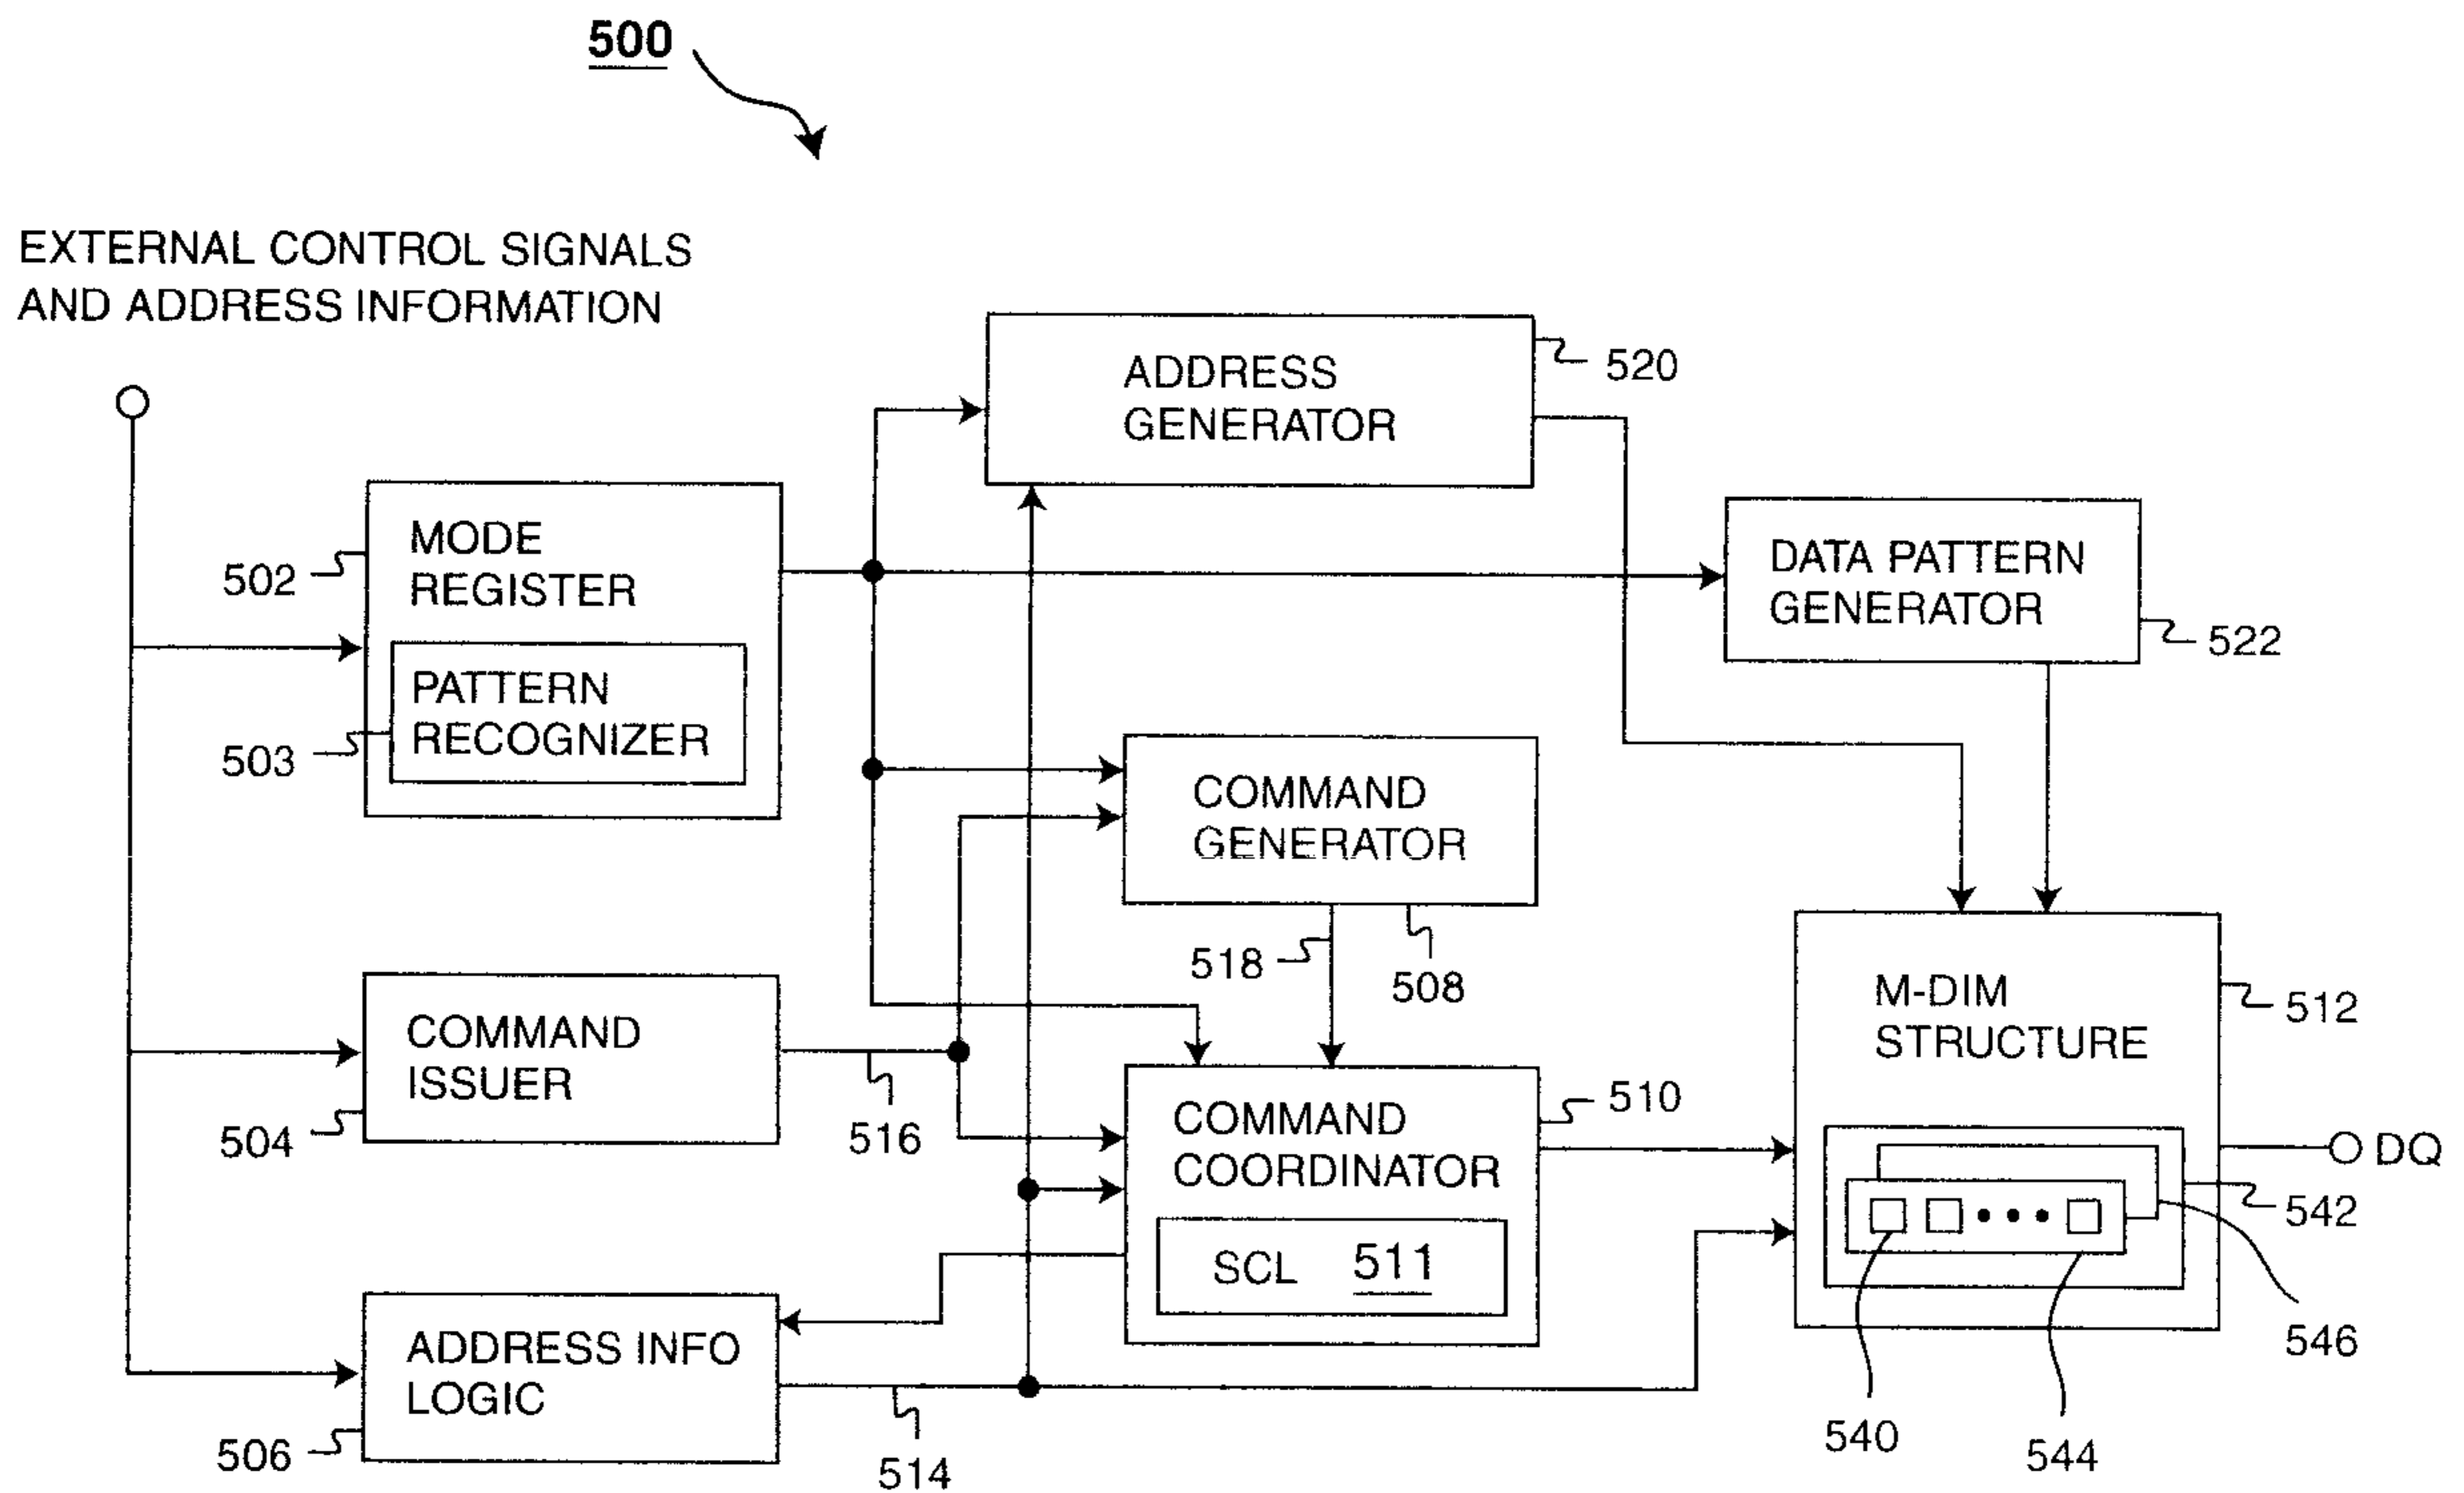 500
EXTERNAL CONTROL SIGNALS
AND ADDRESS INFORMATION
ADDRESS
GENERATOR
520
MODE
REGISTER
502
PATTERN
RECOGNIZER
503
DATA PATTERN
GENERATOR
522
COMMAND
GENERATOR
518
508
COMMAND
ISSUER
504
516
COMMAND
COORDINATOR
510
SCL 511
M-DIM
STRUCTURE
512
DQ
542
546
540
544
ADDRESS INFO
LOGIC
506
514